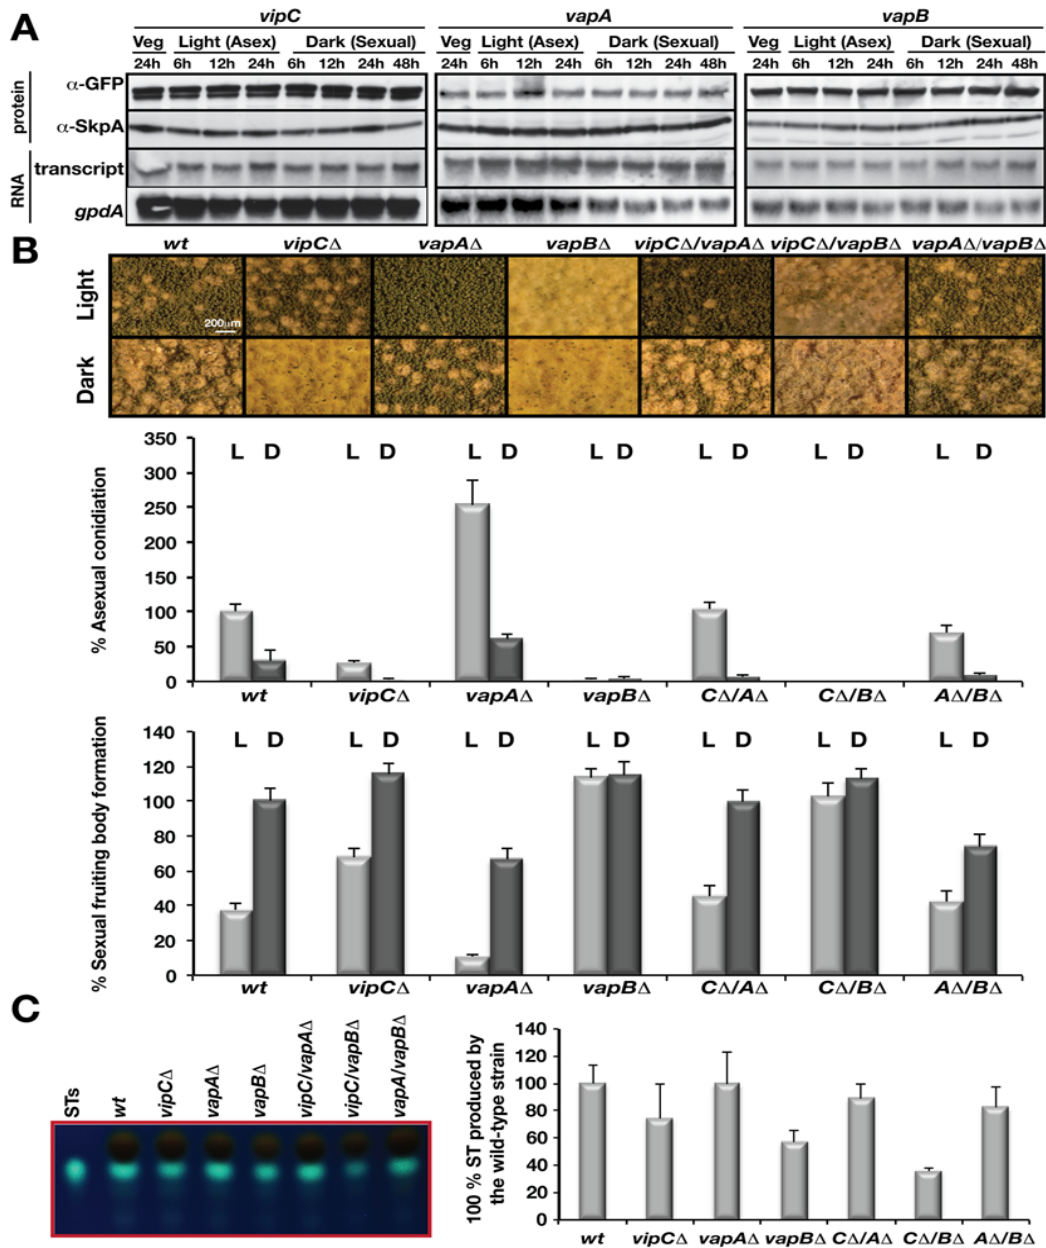 A
vipC
vapA
vapB
Veg Light (Asex) Dark (Sexual) Veg Light (Asex) Dark (Sexual) Veg Light (Asex) Dark (Sexual)
24h 6h 12h 24h 6h 12h 24h 48h 24h 6h 12h 24h 6h 12h 24h 48h 24h 6h 12h 24h 6h 12h 24h 48h
protein
α-GFP
α-SkpA
RNA
transcript
gpdA
B
wt vipCΔ vapAΔ vapBΔ vipCΔ/vapAΔ vipCΔ/vapBΔ vapAΔ/vapBΔ
Light
200µm
Dark
% Asexual conidiation
350
300
250
200
150
100
50
0
L D L D L D L D L D L D L D
wt vipCΔ vapAΔ vapBΔ CΔ/AΔ CΔ/BΔ AΔ/BΔ
% Sexual fruiting body formation
140
120
100
80
60
40
20
0
L D L D L D L D L D L D L D
wt vipCΔ vapAΔ vapBΔ CΔ/AΔ CΔ/BΔ AΔ/BΔ
C
STs
wt
vipCΔ
vapAΔ
vapBΔ
vipC/vapAΔ
vipC/vapBΔ
vapA/vapBΔ
100 % ST produced by
the wild-type strain
140
120
100
80
60
40
20
0
wt vipCΔ vapAΔ vapBΔ CΔ/AΔ CΔ/BΔ AΔ/BΔ